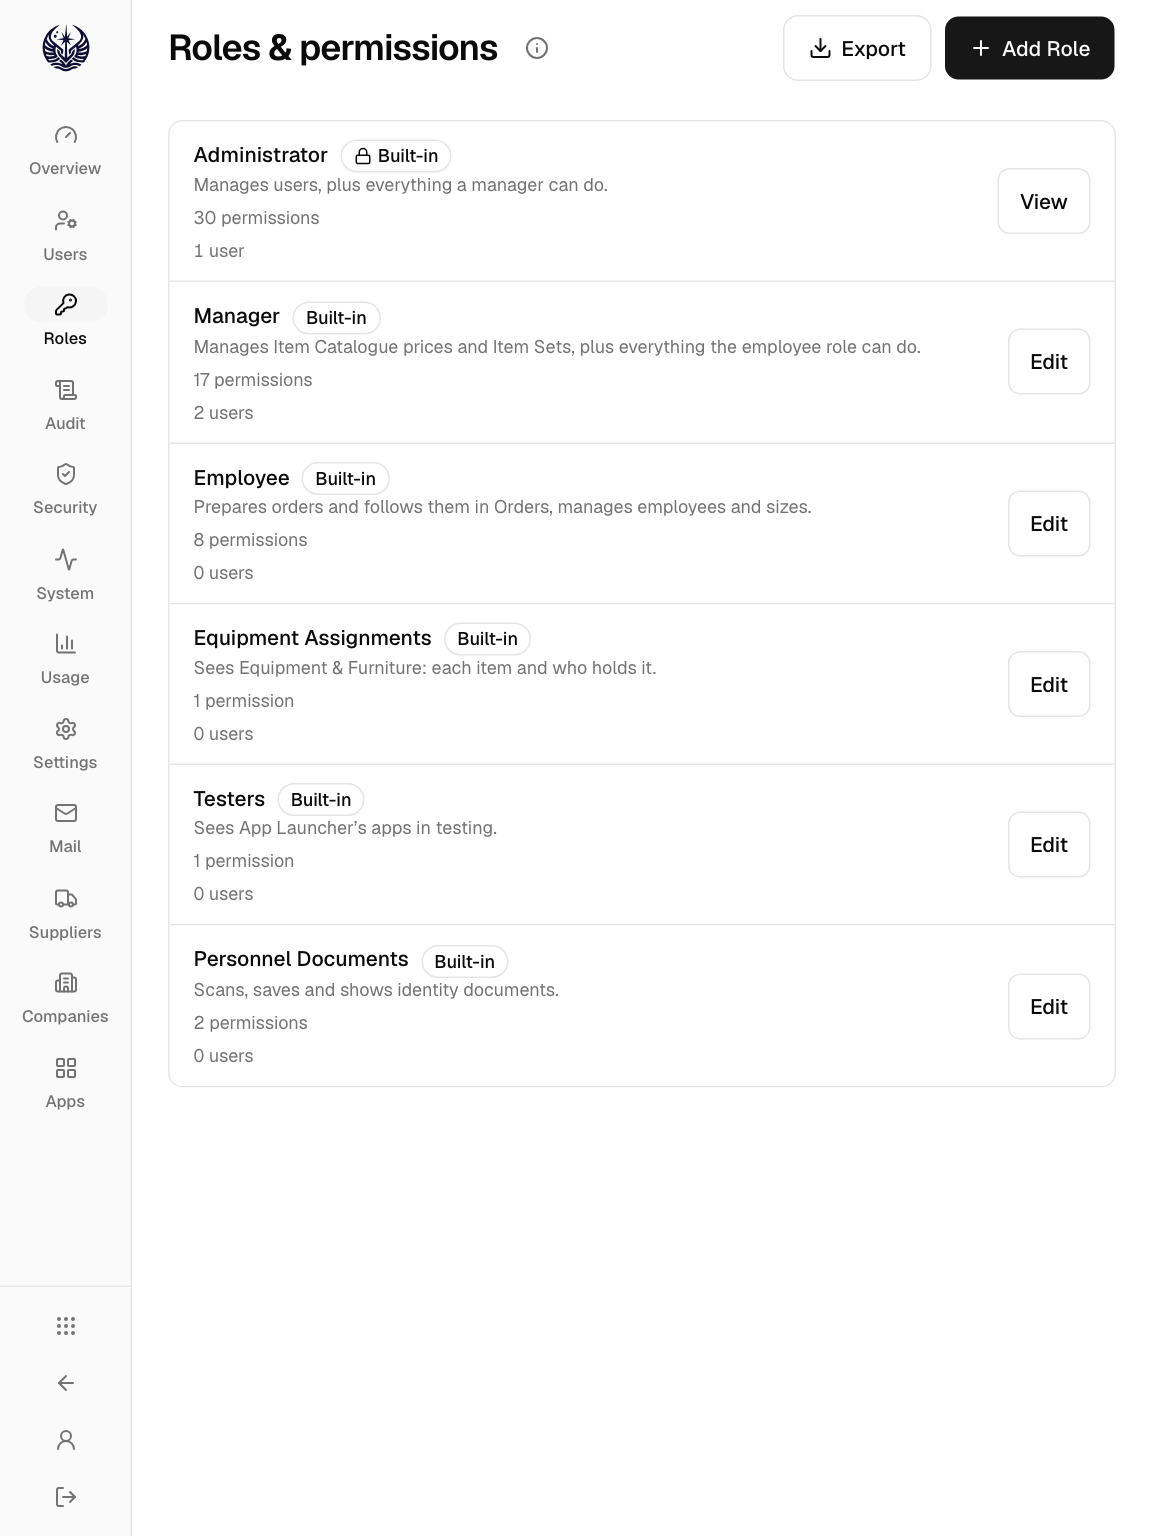 Roles & permissions
Export
Add Role
Overview
Users
Roles
Audit
Security
System
Usage
Settings
Mail
Suppliers
Companies
Apps
Administrator Built-in
Manages users, plus everything a manager can do.
30 permissions
1 user
View
Manager Built-in
Manages Item Catalogue prices and Item Sets, plus everything the employee role can do.
17 permissions
2 users
Edit
Employee Built-in
Prepares orders and follows them in Orders, manages employees and sizes.
8 permissions
0 users
Edit
Equipment Assignments Built-in
Sees Equipment & Furniture: each item and who holds it.
1 permission
0 users
Edit
Testers Built-in
Sees App Launcher’s apps in testing.
1 permission
0 users
Edit
Personnel Documents Built-in
Scans, saves and shows identity documents.
2 permissions
0 users
Edit